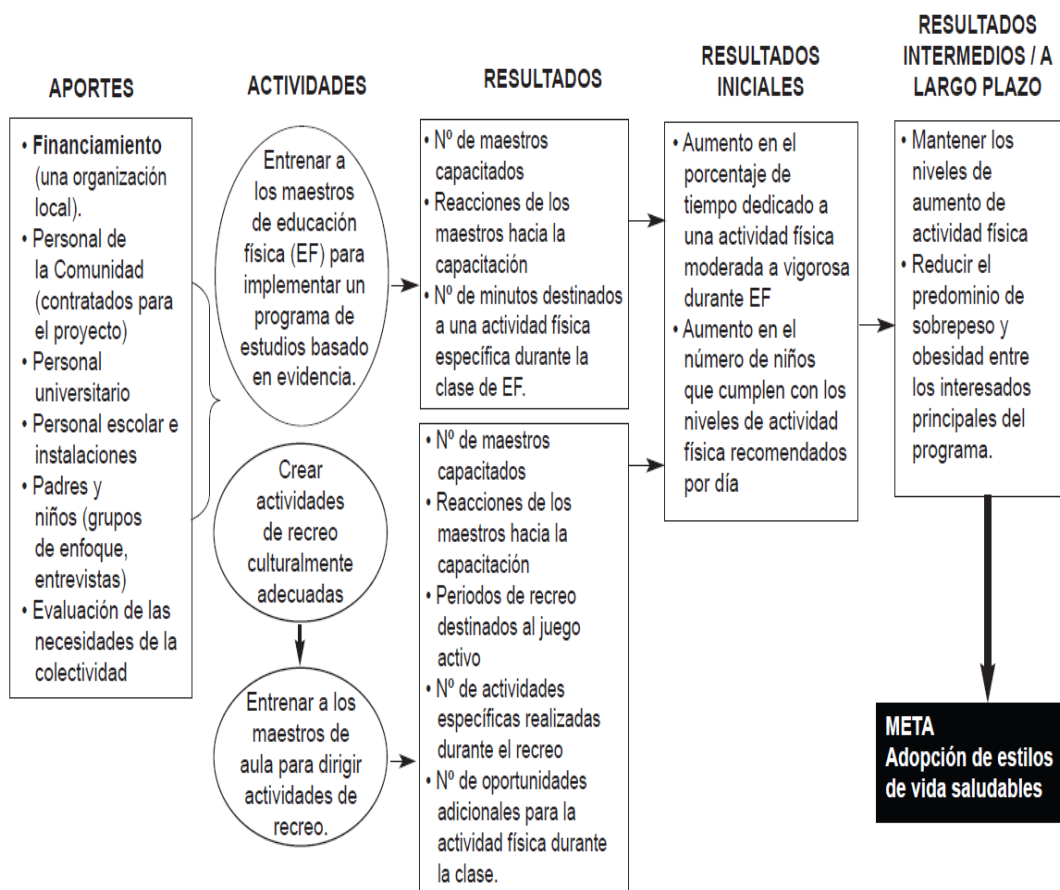 APORTES
• Financiamiento
(una organización
local).
• Personal de
la Comunidad
(contratados para
el proyecto)
• Personal
universitario
• Personal escolar e
instalaciones
• Padres y
niños (grupos
de enfoque,
entrevistas)
• Evaluación de las
necesidades de la
colectividad
ACTIVIDADES
Entrenar a
los maestros
de educación
física (EF) para
implementar un
programa de
estudios basado
en evidencia.
Crear
actividades
de recreo
culturalmente
adecuadas
Entrenar a los
maestros de
aula para dirigir
actividades de
recreo.
RESULTADOS
• Nº de maestros
capacitados
• Reacciones de los
maestros hacia la
capacitación
• Nº de minutos destinados
a una actividad física
específica durante la
clase de EF.
• Nº de maestros
capacitados
• Reacciones de los
maestros hacia la
capacitación
• Periodos de recreo
destinados al juego
activo
• Nº de actividades
específicas realizadas
durante el recreo
• Nº de oportunidades
adicionales para la
actividad física durante
la clase.
RESULTADOS
INICIALES
• Aumento en el
porcentaje de
tiempo dedicado a
una actividad física
moderada a vigorosa
durante EF
• Aumento en el
número de niños
que cumplen con los
niveles de actividad
física recomendados
por día
RESULTADOS
INTERMEDIOS / A
LARGO PLAZO
• Mantener los
niveles de
aumento de
actividad física
• Reducir el
predominio de
sobrepeso y
obesidad entre
los interesados
principales del
programa.
META
Adopción de estilos
de vida saludables